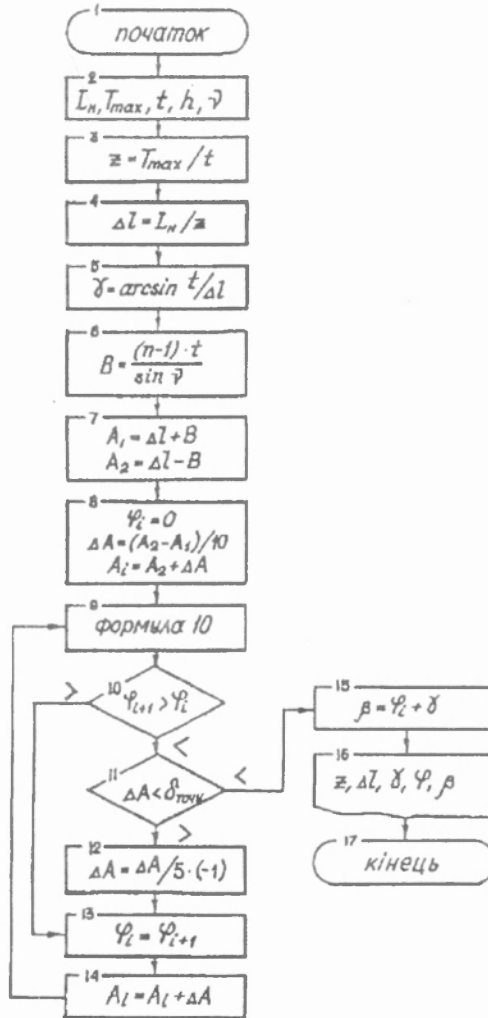 1
початок
2
Lн, Tmax, t, h, ν
3
z = Tmax / t
4
Δl = Lн / z
5
γ = arcsin t/Δl
6
B = (n-1)·t / sin ν
7
A₁ = Δl + B
A₂ = Δl - B
8
φi = 0
ΔA = (A₂ - A₁)/10
Ai = A₂ + ΔA
9
формула 10
10
φi+1 > φi
>
<
11
ΔA < δточн
<
>
12
ΔA = ΔA/5·(-1)
13
φi = φi+1
14
Ai = Ai + ΔA
15
β = φi + γ
16
z, Δl, γ, φ, β
17
кінець